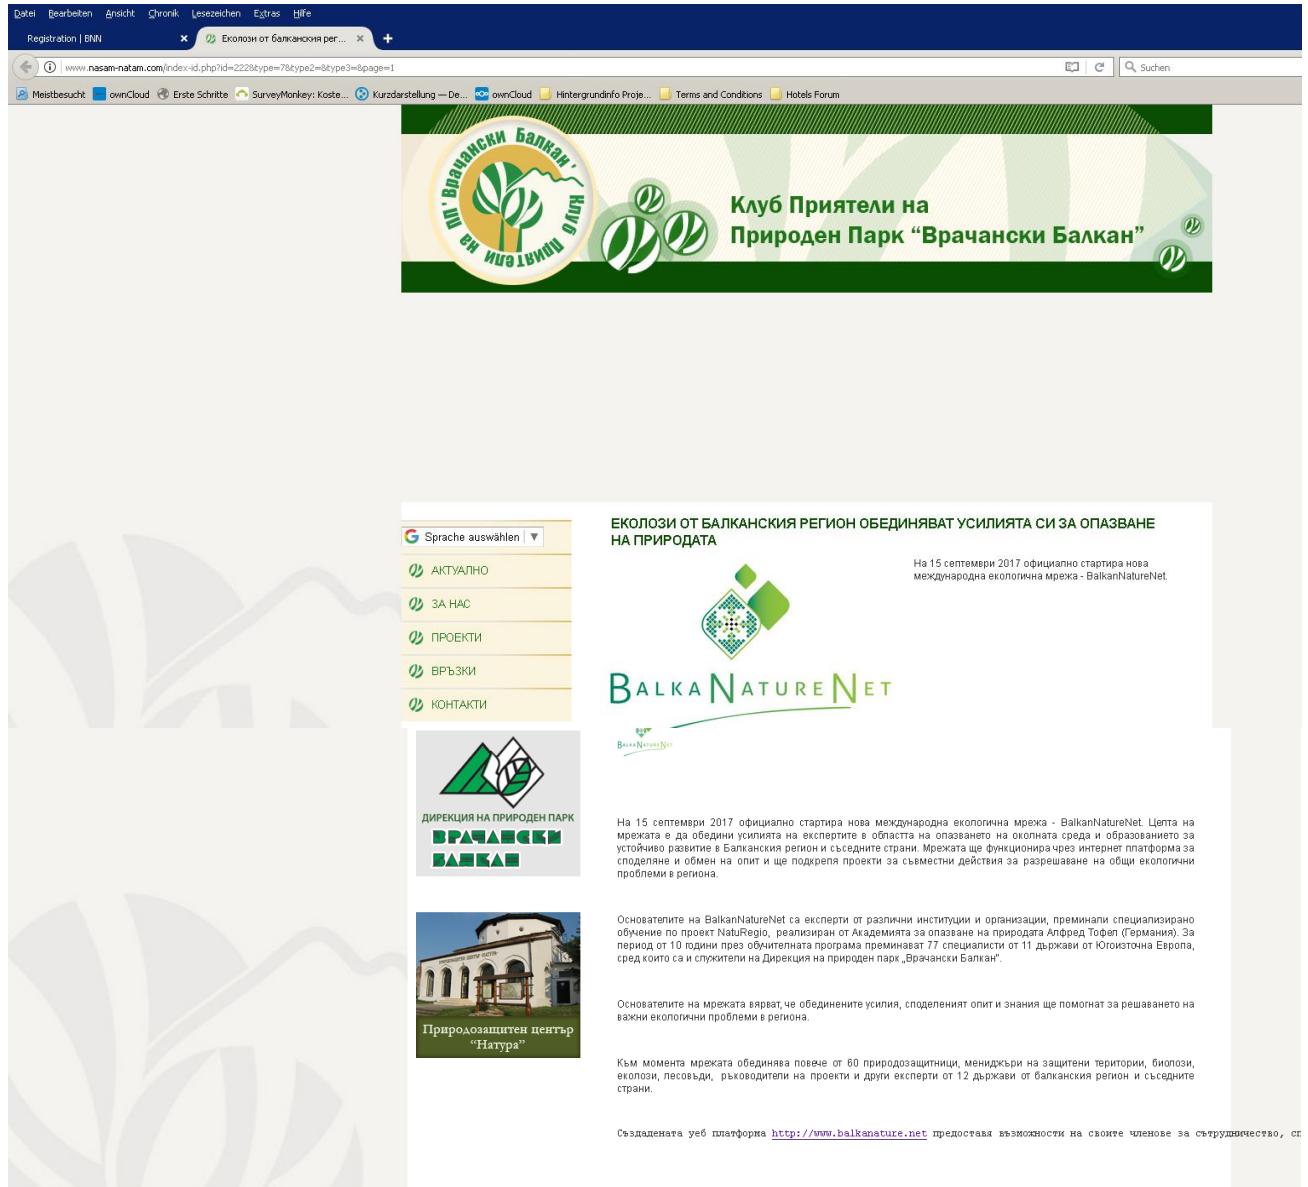 Datei Bearbeiten Ansicht Chronik Lesezeichen Extras Hilfe
Registration | BNN
Екологзи от балканския рег...
www.nasam-natam.com/index-id.php?id=222&type=7&type2=&type3=&page=1
Suchen
Meistbesucht ownCloud Erste Schritte SurveyMonkey: Koste... Kurzdarstellung — De... ownCloud Hintergrundinfo Proje... Terms and Conditions Hotels Forum
Клуб Приятели на ПП "Врачански Балкан"
Клуб Приятели на
Природен Парк “Врачански Балкан”
Sprache auswählen ▼
АКТУАЛНО
ЗА НАС
ПРОЕКТИ
ВРЪЗКИ
КОНТАКТИ
ЕКОЛОЗИ ОТ БАЛКАНСКИЯ РЕГИОН ОБЕДИНЯВАТ УСИЛИЯТА СИ ЗА ОПАЗВАНЕ
НА ПРИРОДАТА
На 15 септември 2017 официално стартира нова
международна екологична мрежа - BalkanNatureNet.
BALKANATURENET
ДИРЕКЦИЯ НА ПРИРОДЕН ПАРК
ВРАЧАНСКИ
БАЛКАН
BALKANATURENET
На 15 септември 2017 официално стартира нова международна екологична мрежа - BalkanNatureNet. Целта на
мрежата е да обедини усилията на експертите в областта на опазването на околната среда и образованието за
устойчиво развитие в Балканския регион и съседните страни. Мрежата ще функционира чрез интернет платформа за
споделяне и обмен на опит и ще подкрепя проекти за съвместни действия за разрешаване на общи екологични
проблеми в региона.
Основателите на BalkanNatureNet са експерти от различни институции и организации, преминали специализирано
обучение по проект NatuRegio, реализиран от Академията за опазване на природата Алфред Тофел (Германия). За
период от 10 години през обучителната програма преминават 77 специалисти от 11 държави от Югоизточна Европа,
сред които са и служители на Дирекция на природен парк „Врачански Балкан".
ПРИРОДОЗАЩИТЕН ЦЕНТЪР НАТУРА
Природозащитен център
“Натура”
Основателите на мрежата вярват, че обединените усилия, споделеният опит и знания ще помогнат за решаването на
важни екологични проблеми в региона.
Към момента мрежата обединява повече от 60 природозащитници, мениджъри на защитени територии, биолози,
еколози, лесовъди, ръководители на проекти и други експерти от 12 държави от балканския регион и съседните
страни.
Създадената уеб платформа http://www.balkanature.net предоставя възможности на своите членове за сътрудничество, сп